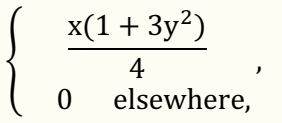 x(1 + 3y²)
4
,
0 elsewhere,